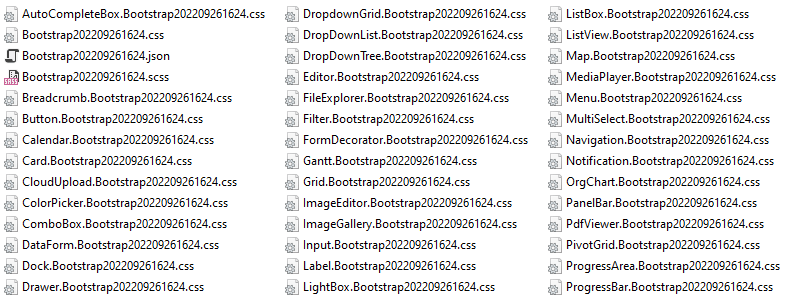 AutoCompleteBox.Bootstrap202209261624.css
Bootstrap202209261624.css
Bootstrap202209261624.json
Bootstrap202209261624.scss
Breadcrumb.Bootstrap202209261624.css
Button.Bootstrap202209261624.css
Calendar.Bootstrap202209261624.css
Card.Bootstrap202209261624.css
CloudUpload.Bootstrap202209261624.css
ColorPicker.Bootstrap202209261624.css
ComboBox.Bootstrap202209261624.css
DataForm.Bootstrap202209261624.css
Dock.Bootstrap202209261624.css
Drawer.Bootstrap202209261624.css
DropdownGrid.Bootstrap202209261624.css
DropDownList.Bootstrap202209261624.css
DropDownTree.Bootstrap202209261624.css
Editor.Bootstrap202209261624.css
FileExplorer.Bootstrap202209261624.css
Filter.Bootstrap202209261624.css
FormDecorator.Bootstrap202209261624.css
Gantt.Bootstrap202209261624.css
Grid.Bootstrap202209261624.css
ImageEditor.Bootstrap202209261624.css
ImageGallery.Bootstrap202209261624.css
Input.Bootstrap202209261624.css
Label.Bootstrap202209261624.css
LightBox.Bootstrap202209261624.css
ListBox.Bootstrap202209261624.css
ListView.Bootstrap202209261624.css
Map.Bootstrap202209261624.css
MediaPlayer.Bootstrap202209261624.css
Menu.Bootstrap202209261624.css
MultiSelect.Bootstrap202209261624.css
Navigation.Bootstrap202209261624.css
Notification.Bootstrap202209261624.css
OrgChart.Bootstrap202209261624.css
PanelBar.Bootstrap202209261624.css
PdfViewer.Bootstrap202209261624.css
PivotGrid.Bootstrap202209261624.css
ProgressArea.Bootstrap202209261624.css
ProgressBar.Bootstrap202209261624.css